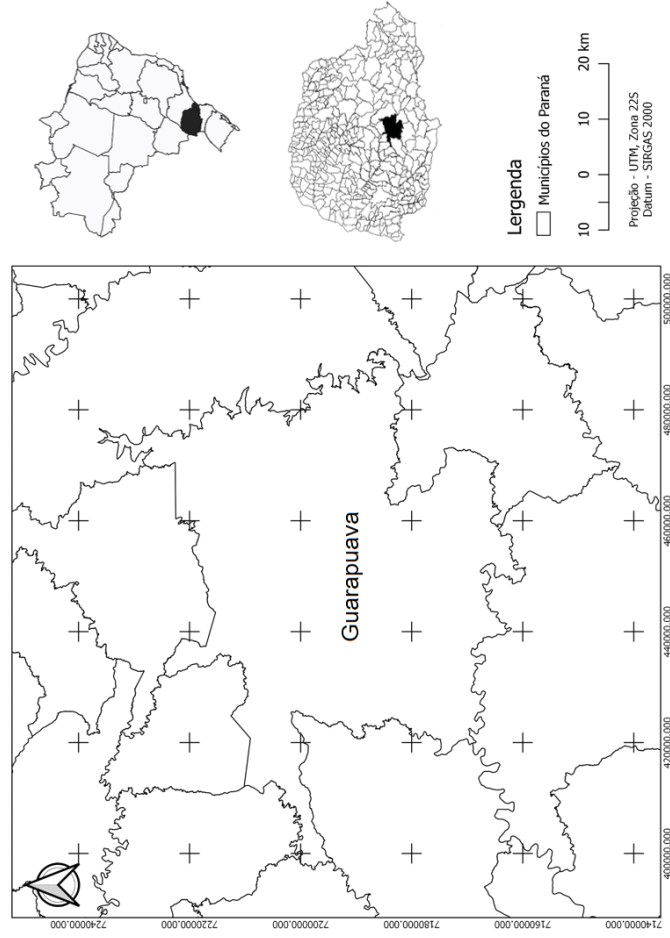 Guarapuava
7240000.000
7220000.000
7200000.000
7180000.000
7160000.000
7140000.000
400000.000
420000.000
440000.000
460000.000
480000.000
500000.000
Lergenda
Municípios do Paraná
10 0 10 20 km
Projeção - UTM, Zona 22S
Datum - SIRGAS 2000